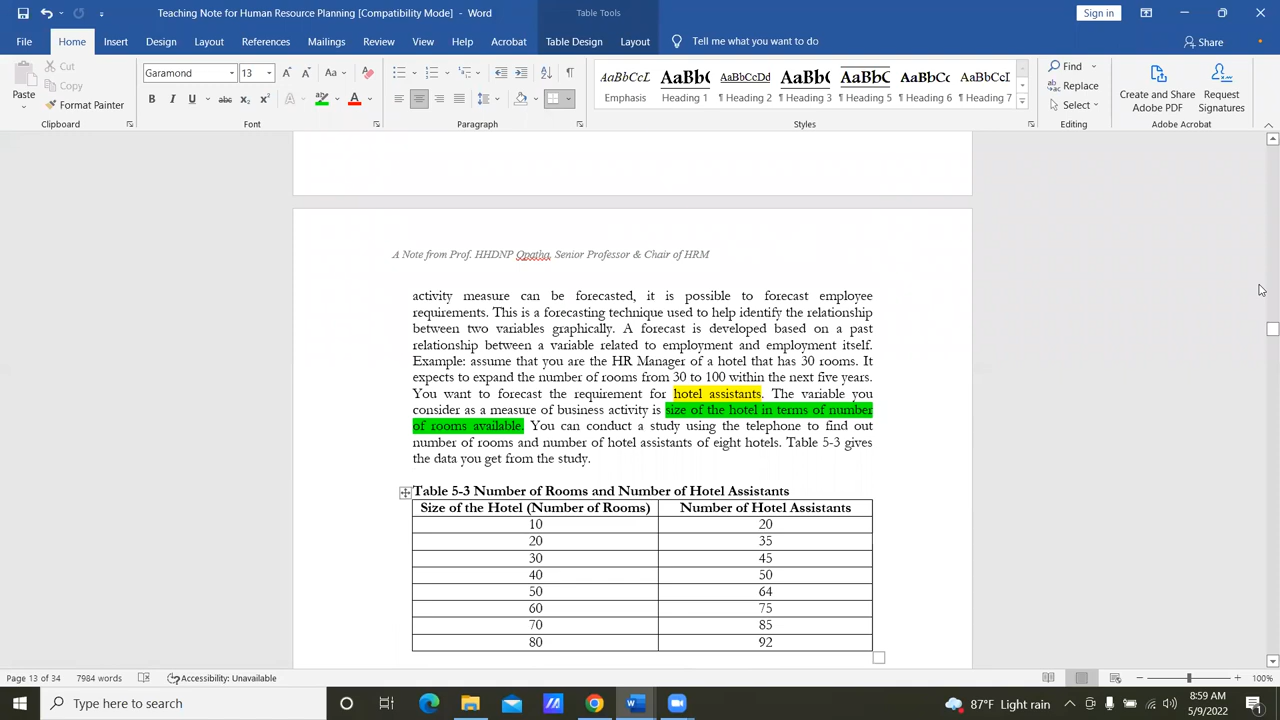 Teaching Note for Human Resource Planning [Compatibility Mode] - Word
Table Tools
Sign in
File Home Insert Design Layout References Mailings Review View Help Acrobat Table Design Layout Tell me what you want to do Share
Paste
Cut
Copy
Format Painter
Clipboard
Garamond 13
Font
Paragraph
AaBbCcL AaBb( AaBbCcDd AaBb( AaBbC AaBbCc AaBbCc
Emphasis Heading 1 ¶ Heading 2 ¶ Heading 3 ¶ Heading 5 ¶ Heading 6 ¶ Heading 7
Styles
Find
Replace
Select
Editing
Create and Share Adobe PDF
Request Signatures
Adobe Acrobat
A Note from Prof. HHDNP Opatha, Senior Professor & Chair of HRM
activity measure can be forecasted, it is possible to forecast employee
requirements. This is a forecasting technique used to help identify the relationship
between two variables graphically. A forecast is developed based on a past
relationship between a variable related to employment and employment itself.
Example: assume that you are the HR Manager of a hotel that has 30 rooms. It
expects to expand the number of rooms from 30 to 100 within the next five years.
You want to forecast the requirement for hotel assistants. The variable you
consider as a measure of business activity is size of the hotel in terms of number
of rooms available. You can conduct a study using the telephone to find out
number of rooms and number of hotel assistants of eight hotels. Table 5-3 gives
the data you get from the study.
Table 5-3 Number of Rooms and Number of Hotel Assistants
Size of the Hotel (Number of Rooms) Number of Hotel Assistants
10 20
20 35
30 45
40 50
50 64
60 75
70 85
80 92
Page 13 of 34 7984 words Accessibility: Unavailable 100%
Type here to search
87°F Light rain
8:59 AM
5/9/2022